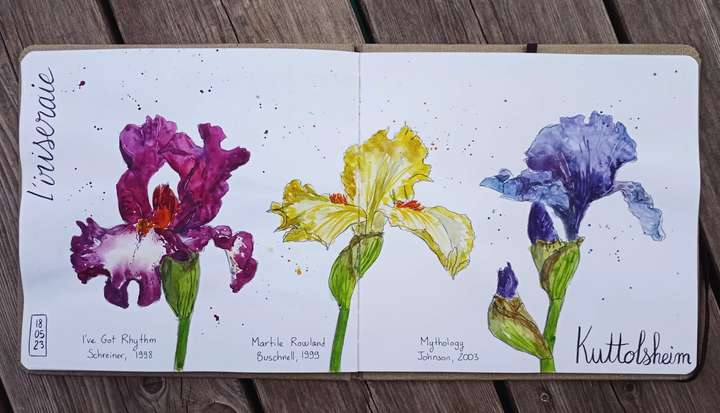 l'iriseraie
18
05
23
I've Got Rhythm
Schreiner, 1998
Martile Rowland
Buschnell, 1999
Mythology
Johnson, 2003
Kuttolsheim